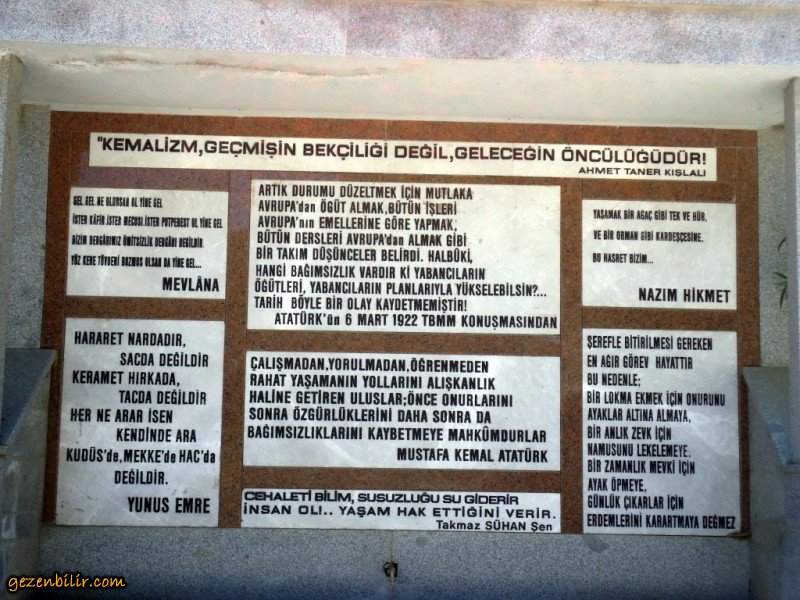 "KEMALİZM,GEÇMİŞİN BEKÇİLİĞİ DEĞİL,GELECEĞİN ÖNCÜLÜĞÜDÜR!
AHMET TANER KIŞLALI
GEL GEL.NE OLURSAN OL YİNE GEL
İSTER KÂFİR.İSTER MECUSİ.İSTER PUTPEREST OL YİNE GEL
BİZİM DERGÂHIMIZ ÜMİTSİZLİK DERGÂHI DEĞİLDİR.
YÜZ KERE TÖVBENİ BOZMUŞ OLSAN DA YİNE GEL...
MEVLÂNA
HARARET NARDADIR,
SACDA DEĞİLDİR
KERAMET HIRKADA,
TACDA DEĞİLDİR
HER NE ARAR İSEN
KENDİNDE ARA
KUDÜS'de, MEKKE'de HAC'da
DEĞİLDİR.
YUNUS EMRE
ARTIK DURUMU DÜZELTMEK İÇİN MUTLAKA
AVRUPA'dan ÖĞÜT ALMAK,BÜTÜN İŞLERİ
AVRUPA'nın EMELLERİNE GÖRE YAPMAK,
BÜTÜN DERSLERİ AVRUPA'dan ALMAK GİBİ
BİR TAKIM DÜŞÜNCELER BELİRDİ. HALBÛKİ,
HANGİ BAĞIMSIZLIK VARDIR Kİ YABANCILARIN
ÖĞÜTLERİ, YABANCILARIN PLANLARIYLA YÜKSELEBİLSİN?...
TARİH BÖYLE BİR OLAY KAYDETMEMİŞTİR!
ATATÜRK'ün 6 MART 1922 TBMM KONUŞMASINDAN
ÇALIŞMADAN,YORULMADAN,ÖĞRENMEDEN
RAHAT YAŞAMANIN YOLLARINI ALIŞKANLIK
HALİNE GETİREN ULUSLAR;ÖNCE ONURLARINI
SONRA ÖZGÜRLÜKLERİNİ DAHA SONRA DA
BAĞIMSIZLIKLARINI KAYBETMEYE MAHKÛMDURLAR
MUSTAFA KEMAL ATATÜRK
CEHALETİ BİLİM, SUSUZLUĞU SU GİDERİR
İNSAN OLI.. YAŞAM HAK ETTİĞİNİ VERİR.
Takmaz SÜHAN Şen
YAŞAMAK BİR AĞAÇ GİBİ TEK VE HÜR,
VE BİR ORMAN GİBİ KARDEŞÇESİNE,
BU HASRET BİZİM...
NAZIM HİKMET
ŞEREFLE BİTİRİLMESİ GEREKEN
EN AĞIR GÖREV HAYATTIR
BU NEDENLE;
BİR LOKMA EKMEK İÇİN ONURUNU
AYAKLAR ALTINA ALMAYA,
BİR ANLIK ZEVK İÇİN
NAMUSUNU LEKELEMEYE.
BİR ZAMANLIK MEVKİ İÇİN
AYAK ÖPMEYE,
GÜNLÜK ÇIKARLAR İÇİN
ERDEMLERİNİ KARARTMAYA DEĞMEZ
gezenbilir.com